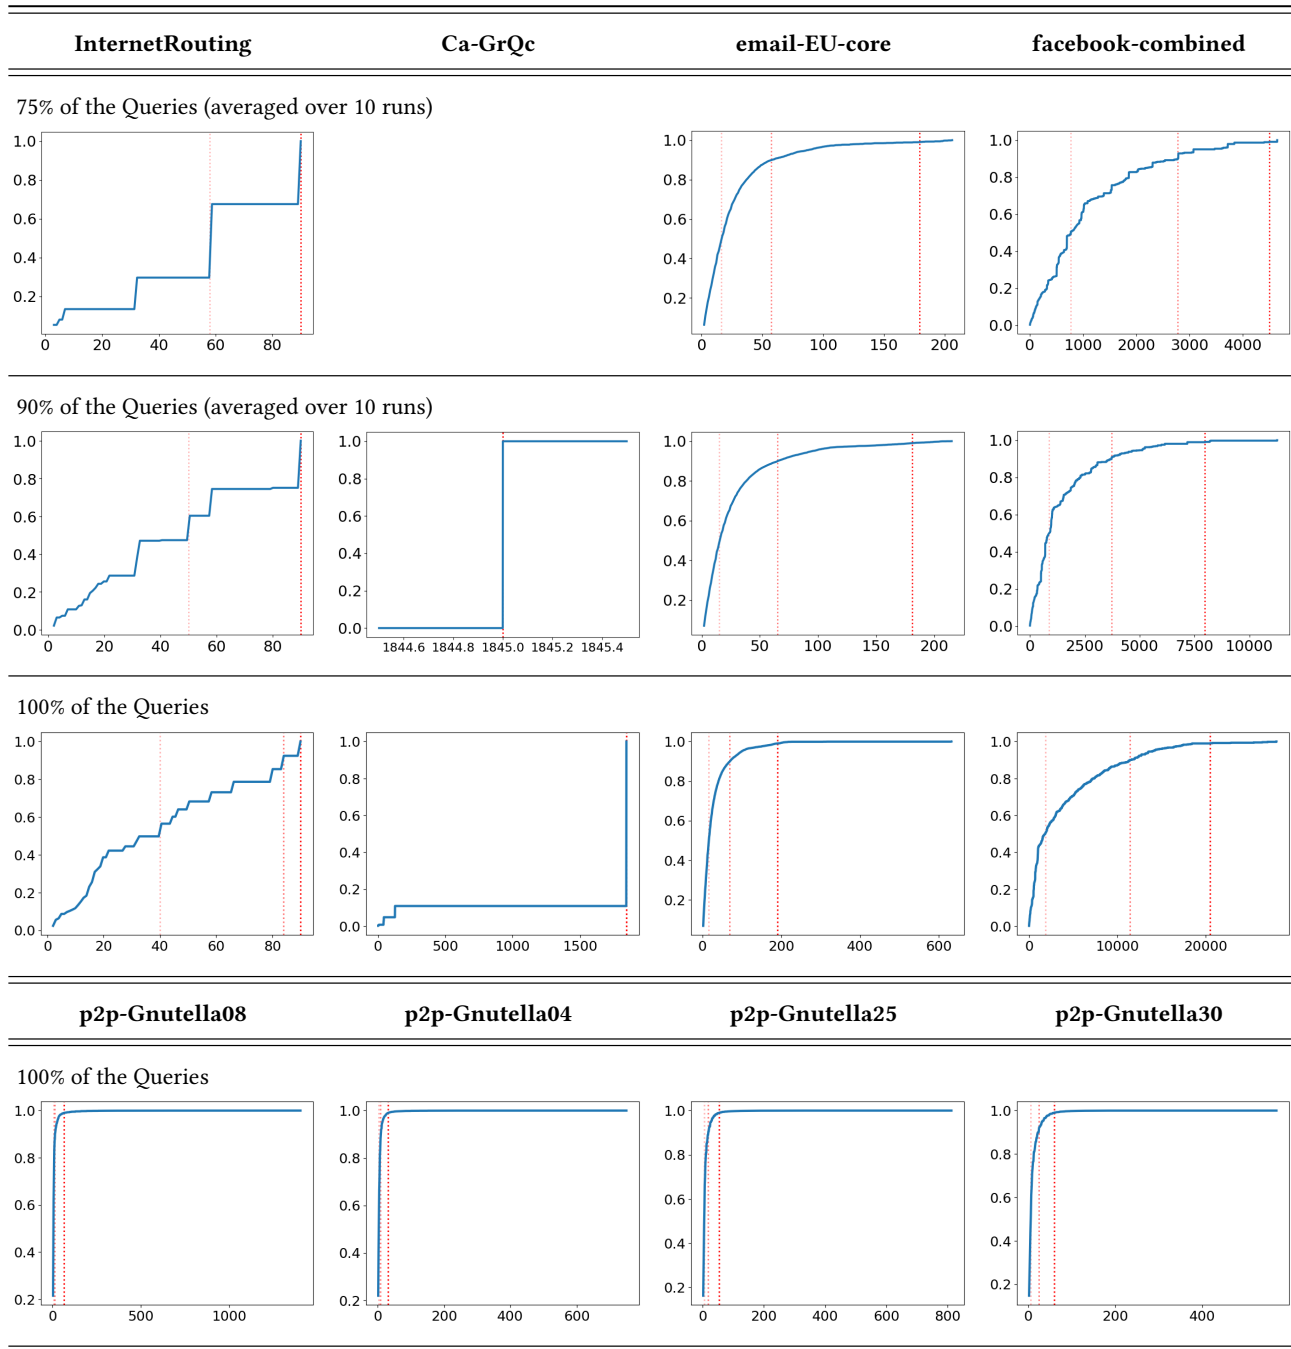 InternetRouting Ca-GrQc email-EU-core facebook-combined
75% of the Queries (averaged over 10 runs)
1.0 0.8 0.6 0.4 0.2
0 20 40 60 80
1.0 0.8 0.6 0.4 0.2
0 50 100 150 200
1.0 0.8 0.6 0.4 0.2 0.0
0 1000 2000 3000 4000
90% of the Queries (averaged over 10 runs)
1.0 0.8 0.6 0.4 0.2 0.0
0 20 40 60 80
1.0 0.8 0.6 0.4 0.2 0.0
1844.6 1844.8 1845.0 1845.2 1845.4
1.0 0.8 0.6 0.4 0.2
0 50 100 150 200
1.0 0.8 0.6 0.4 0.2 0.0
0 2500 5000 7500 10000
100% of the Queries
1.0 0.8 0.6 0.4 0.2 0.0
0 20 40 60 80
1.0 0.8 0.6 0.4 0.2 0.0
0 500 1000 1500
1.0 0.8 0.6 0.4 0.2
0 200 400 600
1.0 0.8 0.6 0.4 0.2 0.0
0 10000 20000
p2p-Gnutella08 p2p-Gnutella04 p2p-Gnutella25 p2p-Gnutella30
100% of the Queries
1.0 0.8 0.6 0.4 0.2
0 500 1000
1.0 0.8 0.6 0.4 0.2
0 200 400 600
1.0 0.8 0.6 0.4 0.2
0 200 400 600 800
1.0 0.8 0.6 0.4 0.2
0 200 400